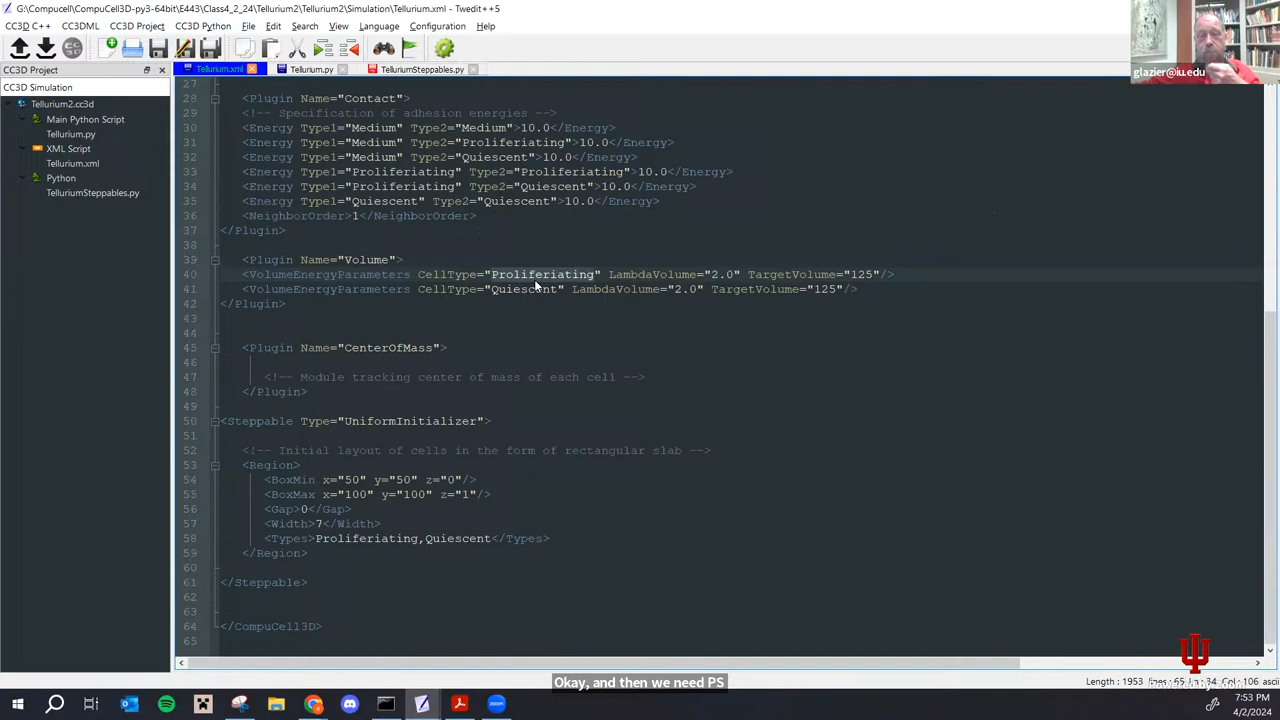 G:\Compucell\CompuCell3D-py3-64bit\E443\Class4_2_24\Tellurium2\Tellurium2\Simulation\Tellurium.xml - Twedit++5
CC3D C++ CC3DML CC3D Project CC3D Python File Edit Search View Language Configuration Help
CC3D Project
Tellurium.xml Tellurium.py TelluriumSteppables.py
CC3D Simulation
Tellurium2.cc3d
Main Python Script
Tellurium.py
XML Script
Tellurium.xml
Python
TelluriumSteppables.py
27
28 <Plugin Name="Contact">
29 <!-- Specification of adhesion energies -->
30 <Energy Type1="Medium" Type2="Medium">10.0</Energy>
31 <Energy Type1="Medium" Type2="Proliferiating">10.0</Energy>
32 <Energy Type1="Medium" Type2="Quiescent">10.0</Energy>
33 <Energy Type1="Proliferiating" Type2="Proliferiating">10.0</Energy>
34 <Energy Type1="Proliferiating" Type2="Quiescent">10.0</Energy>
35 <Energy Type1="Quiescent" Type2="Quiescent">10.0</Energy>
36 <NeighborOrder>1</NeighborOrder>
37 </Plugin>
38
39 <Plugin Name="Volume">
40 <VolumeEnergyParameters CellType="Proliferiating" LambdaVolume="2.0" TargetVolume="125"/>
41 <VolumeEnergyParameters CellType="Quiescent" LambdaVolume="2.0" TargetVolume="125"/>
42 </Plugin>
43
44
45 <Plugin Name="CenterOfMass">
46
47 <!-- Module tracking center of mass of each cell -->
48 </Plugin>
49
50 <Steppable Type="UniformInitializer">
51
52 <!-- Initial layout of cells in the form of rectangular slab -->
53 <Region>
54 <BoxMin x="50" y="50" z="0"/>
55 <BoxMax x="100" y="100" z="1"/>
56 <Gap>0</Gap>
57 <Width>7</Width>
58 <Types>Proliferiating,Quiescent</Types>
59 </Region>
60
61 </Steppable>
62
63
64 </CompuCell3D>
65
glazier@iu.edu
Okay, and then we need PS
Length : 1953 lines : 65 Ln : 34 Col : 106 ascii
7:53 PM
4/2/2024